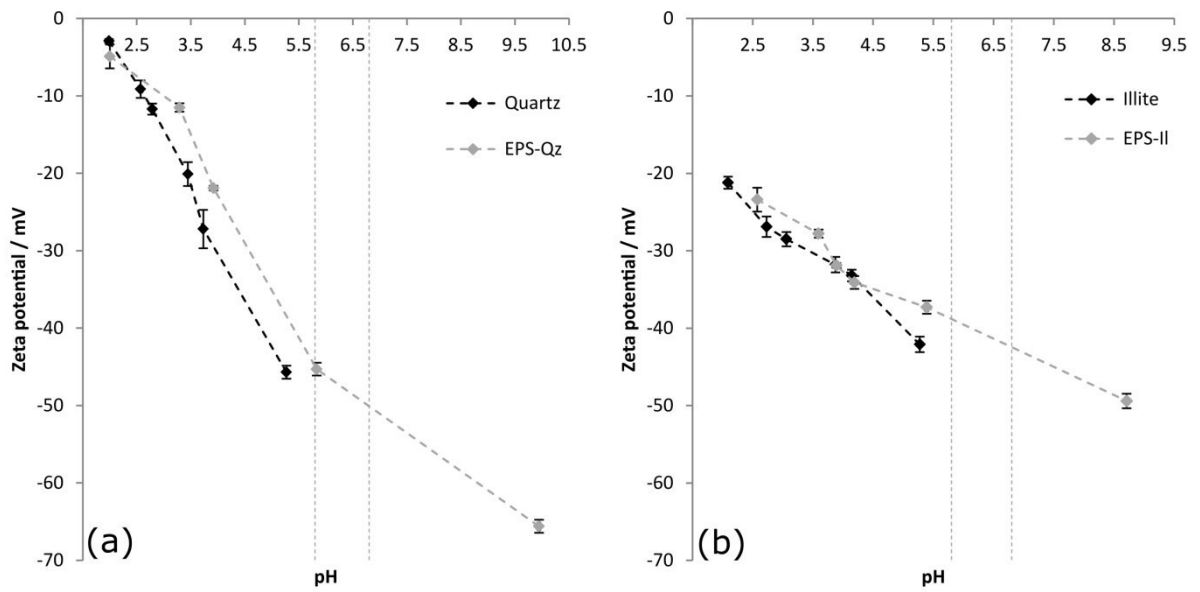 0
2.5 3.5 4.5 5.5 6.5 7.5 8.5 9.5 10.5
-10
-20
-30
-40
-50
-60
-70
Zeta potential / mV
pH
Quartz
EPS-Qz
(a)
0
2.5 3.5 4.5 5.5 6.5 7.5 8.5 9.5
-10
-20
-30
-40
-50
-60
-70
Zeta potential / mV
pH
Illite
EPS-Il
(b)